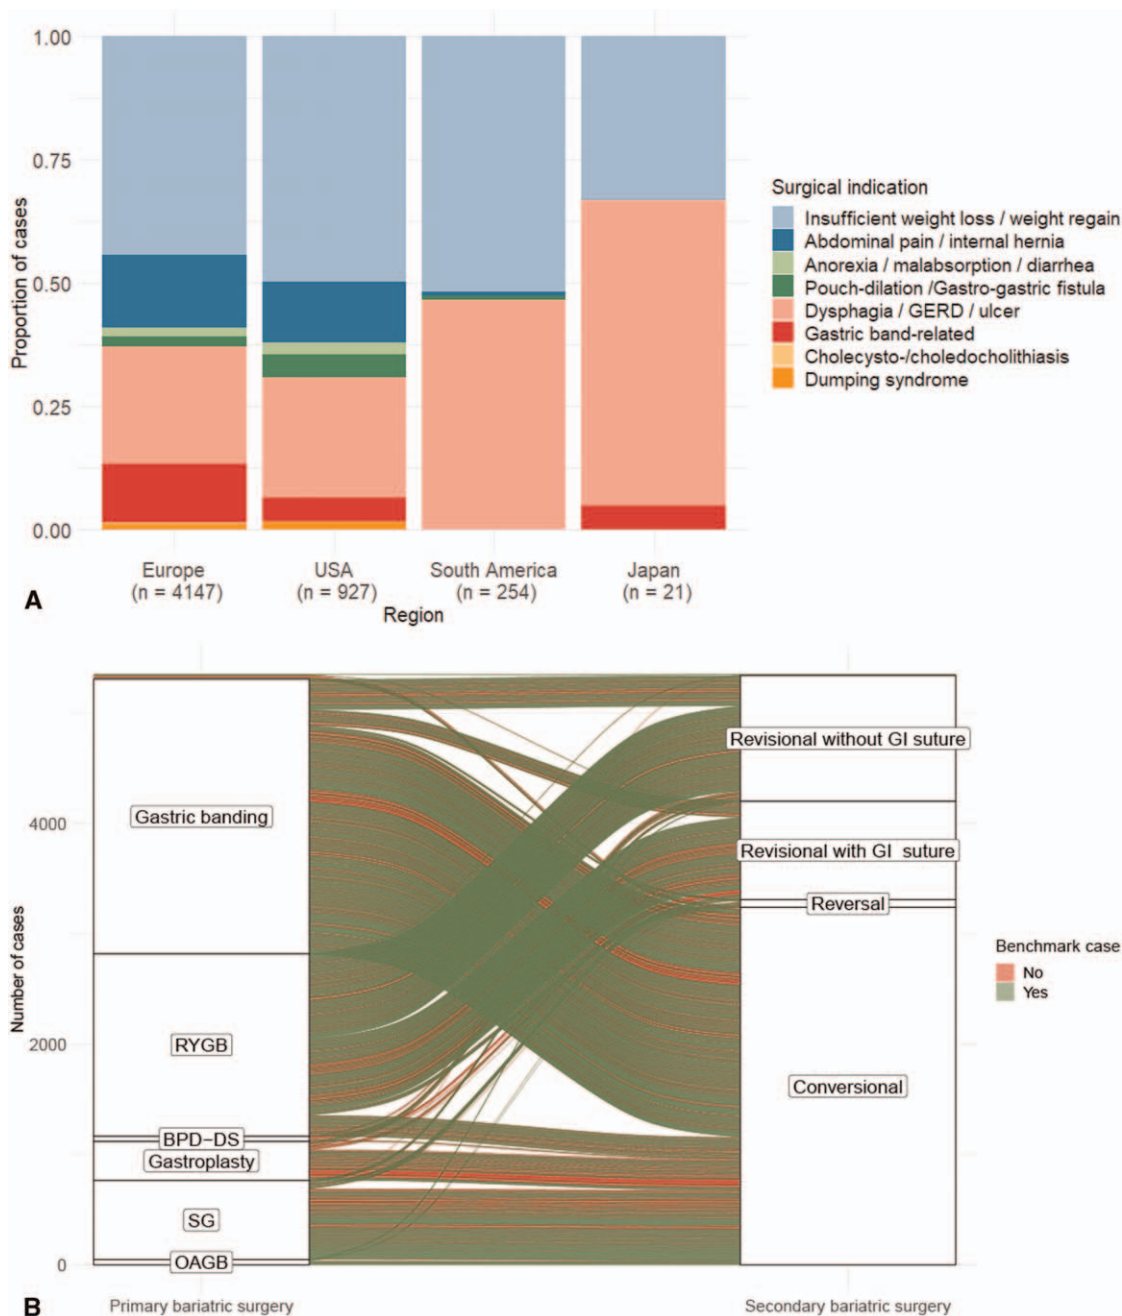 1.00
0.75
0.50
0.25
0.00
Proportion of cases
Europe
(n = 4147)
USA
(n = 927)
South America
(n = 254)
Japan
(n = 21)
Region
Surgical indication
Insufficient weight loss / weight regain
Abdominal pain / internal hernia
Anorexia / malabsorption / diarrhea
Pouch-dilation /Gastro-gastric fistula
Dysphagia / GERD / ulcer
Gastric band-related
Cholecysto-/choledocholithiasis
Dumping syndrome
A
4000
2000
0
Number of cases
Gastric banding
RYGB
BPD-DS
Gastroplasty
SG
OAGB
Revisional without GI suture
Revisional with GI suture
Reversal
Conversional
Benchmark case
No
Yes
Primary bariatric surgery
Secondary bariatric surgery
B